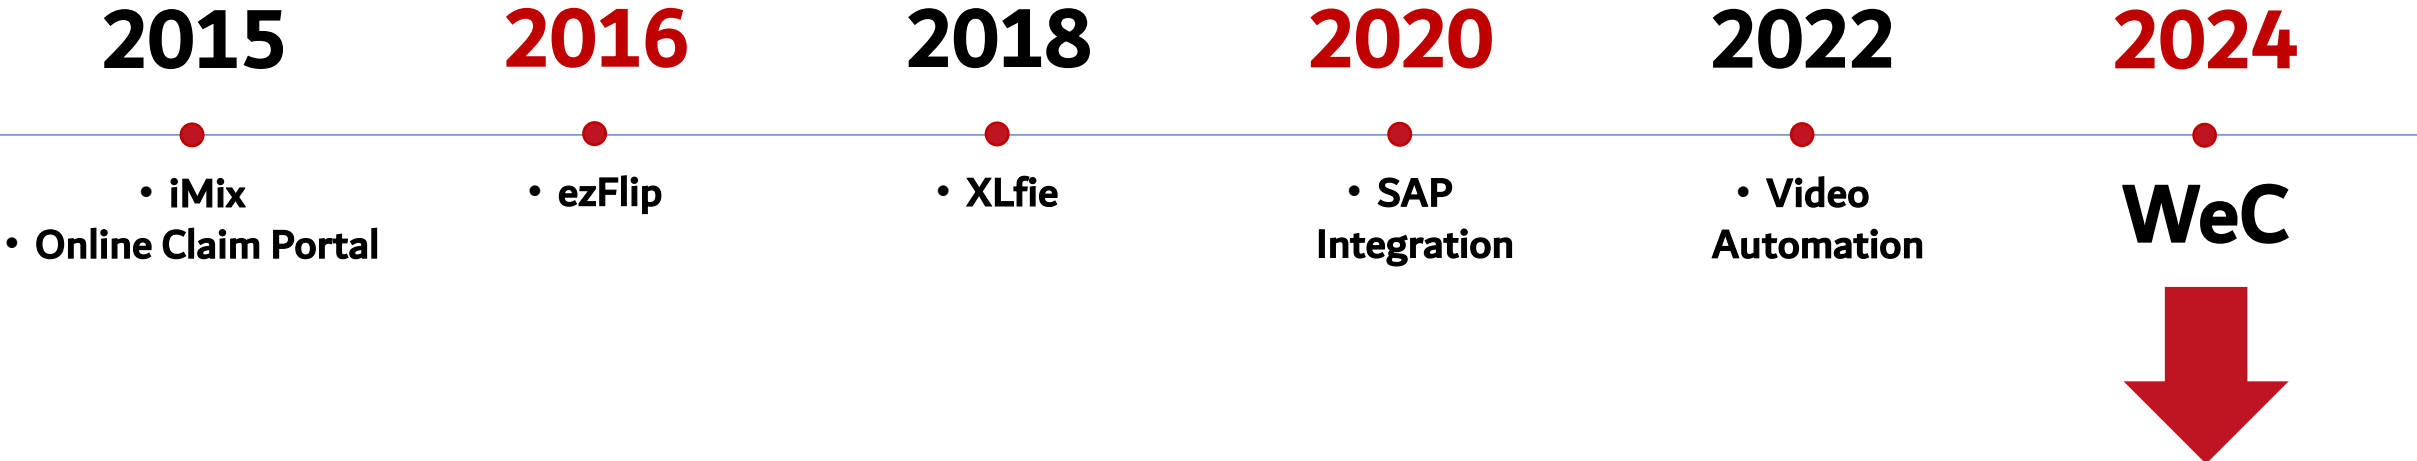 2015
2016
2018
2020
2022
2024
• iMix
• Online Claim Portal
• ezFlip
• XLfie
• SAP
Integration
• Video
Automation
WeC